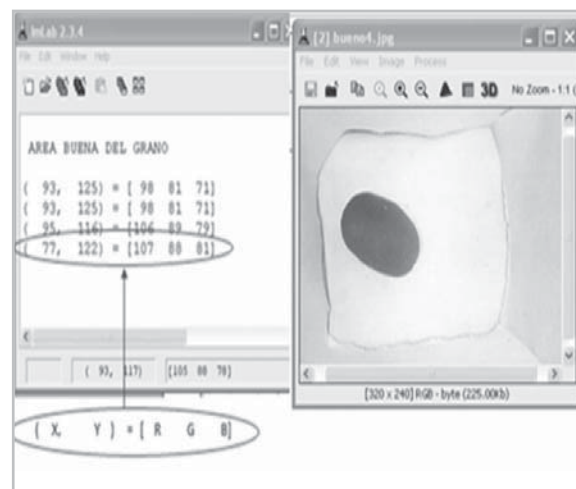 ImLab 2.3.4
File Edit Window Help
AREA BUENA DEL GRANO
( 93, 125) = [ 98 81 71]
( 93, 125) = [ 98 81 71]
( 95, 116) = [106 89 79]
( 77, 122) = [107 88 81]
( 93, 117) [105 88 78]
( X, Y ) = [ R G B]
[2] bueno4.jpg
File Edit View Image Process
3D No Zoom - 1:1 (
[320 x 240] RGB - byte (225.00kb)